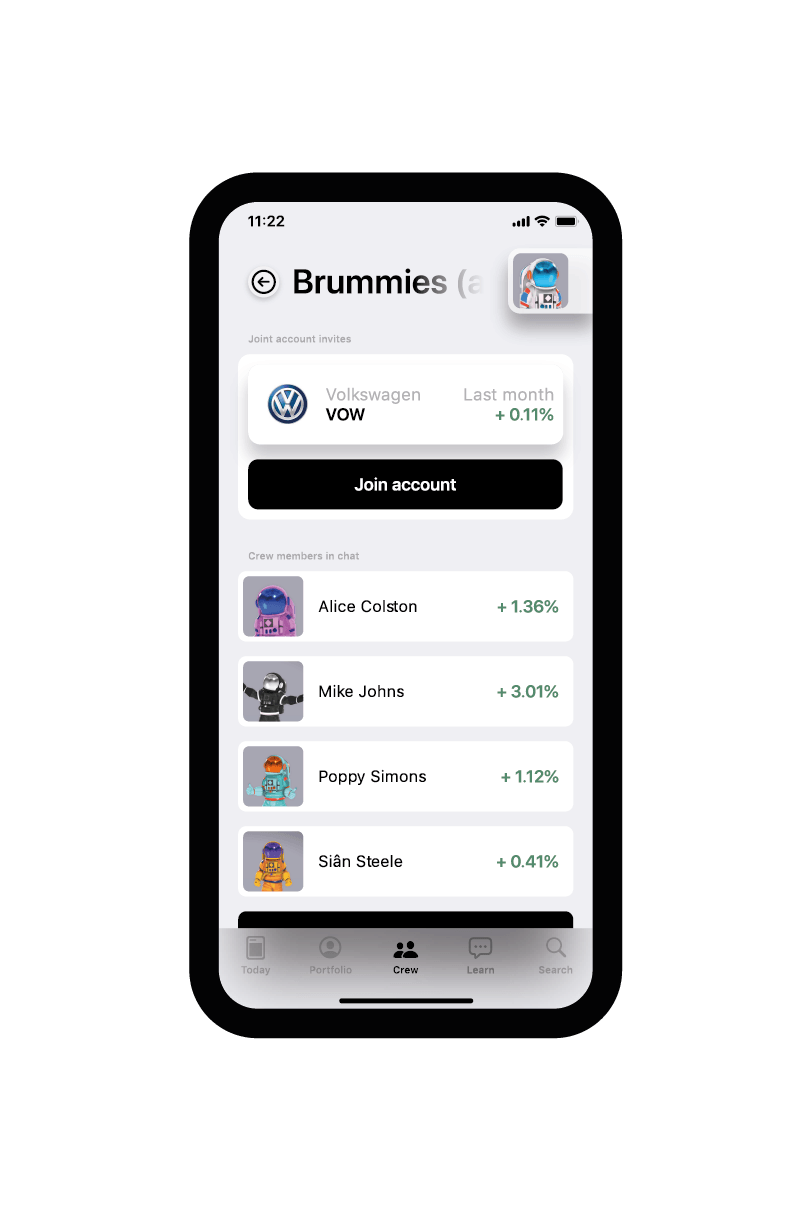 11:22
Brummies (a
Joint account invites
Volkswagen
Last month
VOW
+ 0.11%
Join account
Crew members in chat
Alice Colston
+ 1.36%
Mike Johns
+ 3.01%
Poppy Simons
+ 1.12%
Siân Steele
+ 0.41%
Today
Portfolio
Crew
Learn
Search